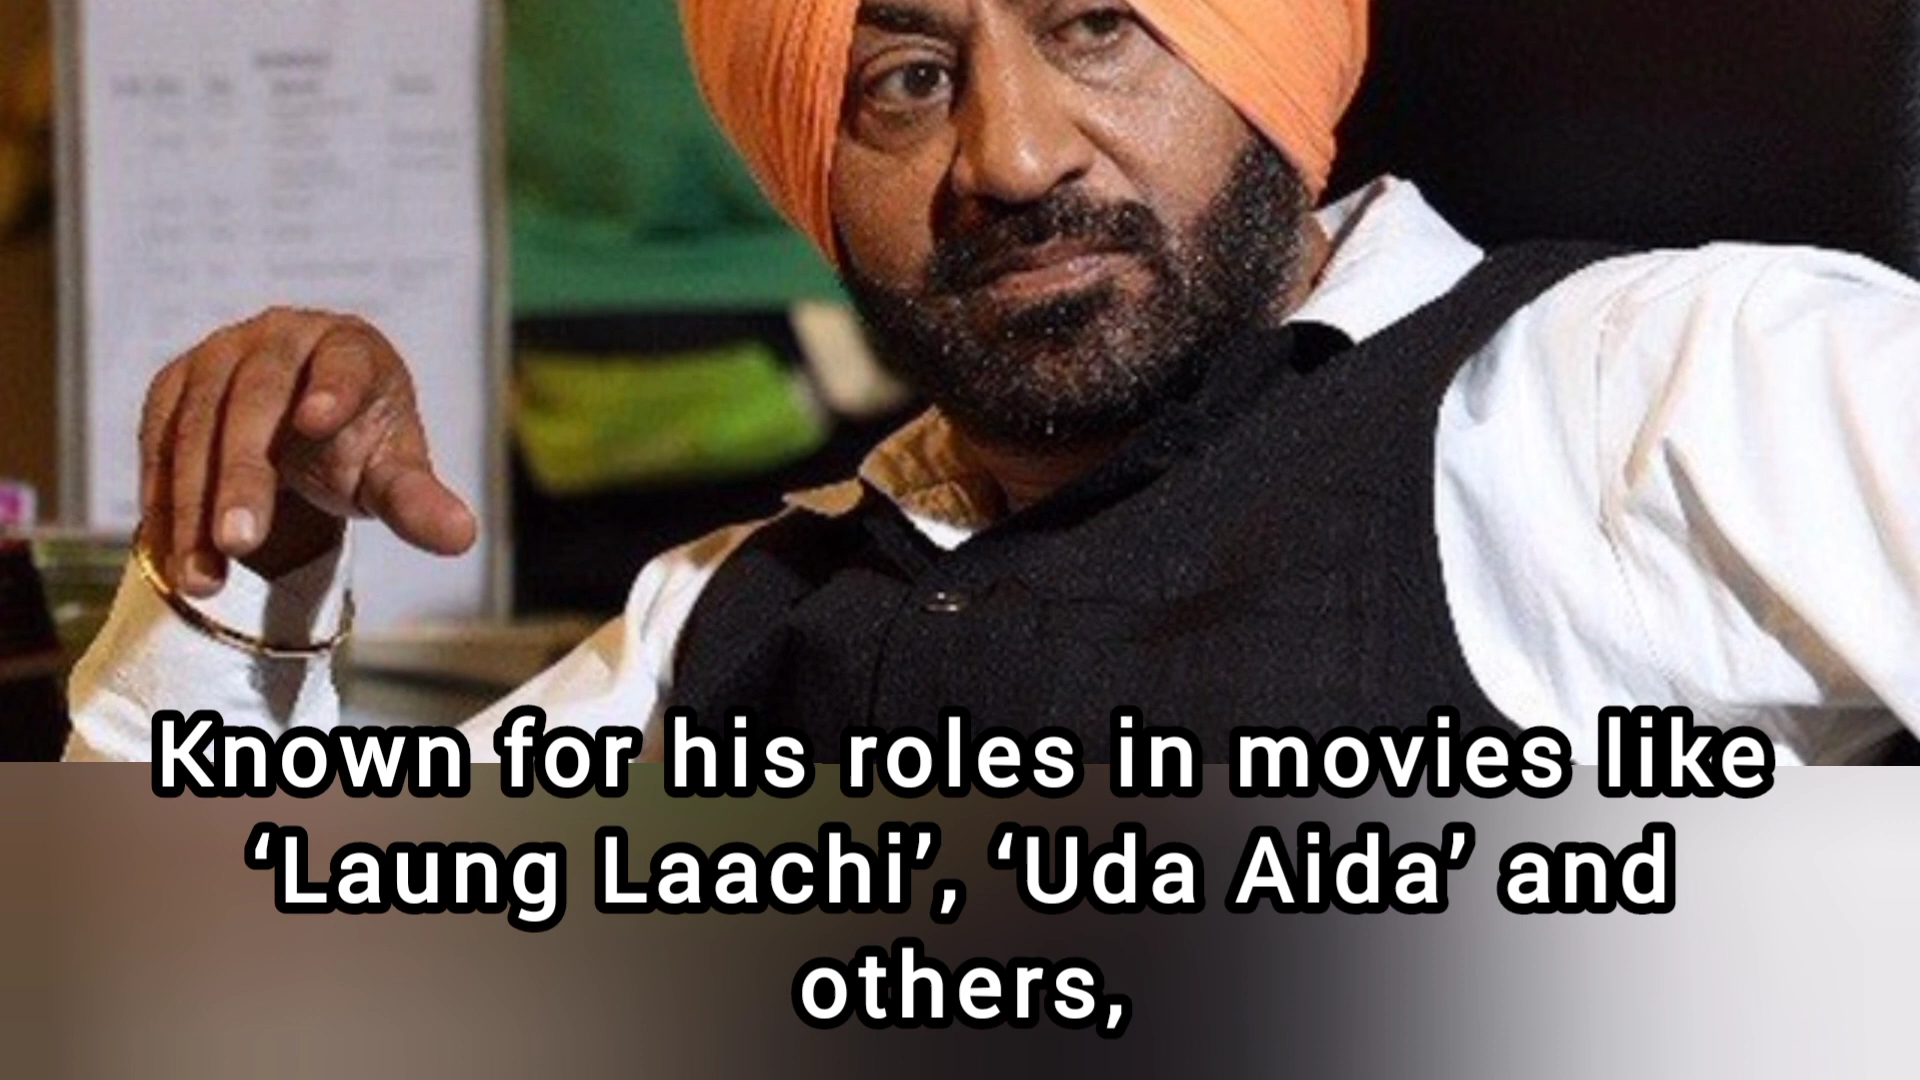 Known for his roles in movies like
‘Laung Laachi’, ‘Uda Aida’ and
others,